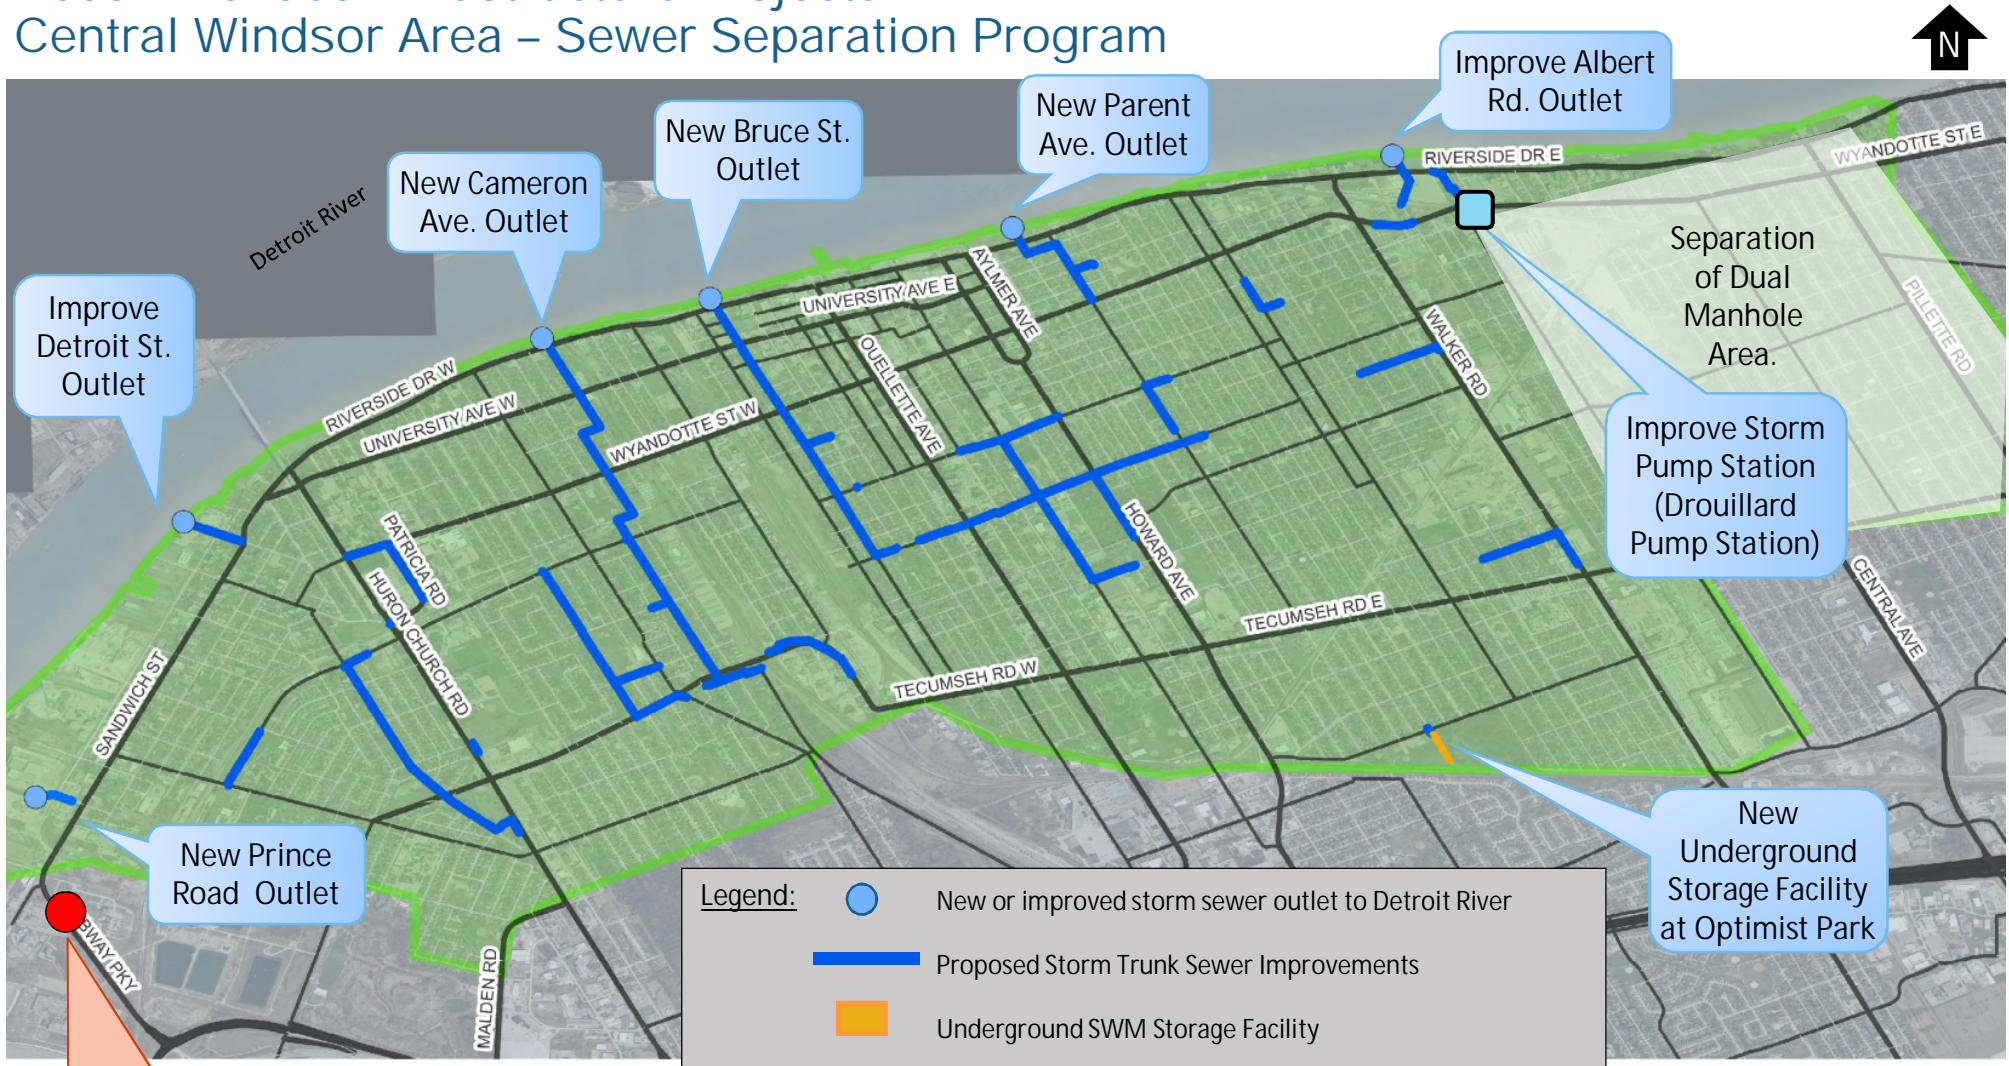 Central Windsor Area – Sewer Separation Program
N
Improve Albert
Rd. Outlet
New Parent
Ave. Outlet
New Bruce St.
Outlet
New Cameron
Ave. Outlet
Detroit River
Improve
Detroit St.
Outlet
RIVERSIDE DR E
WYANDOTTE ST E
Separation
of Dual
Manhole
Area.
PILLETTE RD
UNIVERSITY AVE E
AYLMER AVE
OUELLETTE AVE
WALKER RD
RIVERSIDE DR W
UNIVERSITY AVE W
WYANDOTTE ST W
Improve Storm
Pump Station
(Drouillard
Pump Station)
PATRICIA RD
HURON CHURCH RD
HOWARD AVE
CENTRAL AVE
TECUMSEH RD E
TECUMSEH RD W
SANDWICH ST
New Prince
Road Outlet
New
Underground
Storage Facility
at Optimist Park
BWAY PKY
MALDEN RD
Legend:
New or improved storm sewer outlet to Detroit River
Proposed Storm Trunk Sewer Improvements
Underground SWM Storage Facility